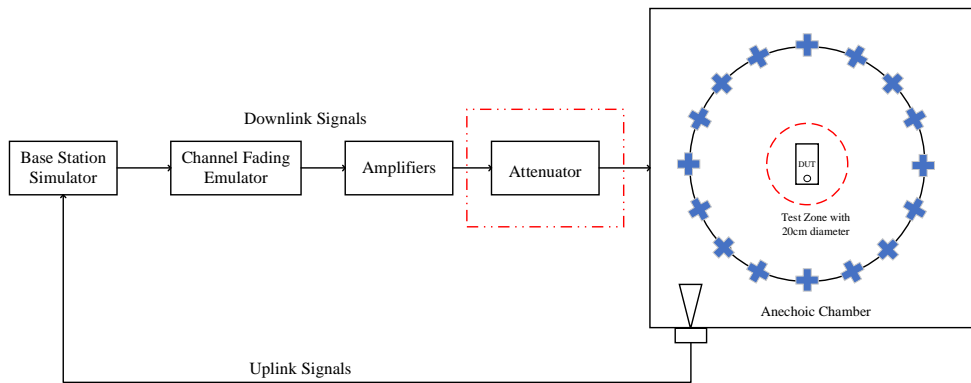 Downlink Signals
Base Station
Simulator
Channel Fading
Emulator
Amplifiers
Attenuator
DUT
Test Zone with
20cm diameter
Anechoic Chamber
Uplink Signals